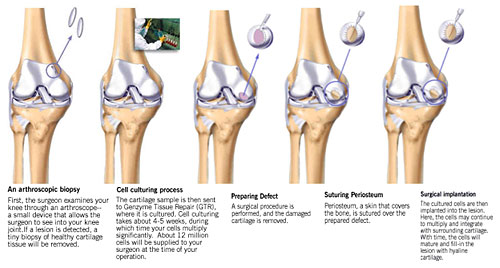 An arthroscopic biopsy
First, the surgeon examines your
knee through an arthroscope--
a small device that allows the
surgeon to see into your knee
joint.If a lesion is detected, a
tiny biopsy of healthy cartilage
tissue will be removed.
Cell culturing process
The cartilage sample is then sent
to Genzyme Tissue Repair (GTR),
where it is cultured. Cell culturing
takes about 4-5 weeks, during
which time your cells multiply
significantly. About 12 million
cells will be supplied to your
surgeon at the time of your
operation.
Preparing Defect
A surgical procedure is
performed, and the damaged
cartilage is removed.
Suturing Periosteum
Periosteum, a skin that covers
the bone, is sutured over the
prepared defect.
Surgical implantation
The cultured cells are then
implanted into the lesion.
Here, the cells may continue
to multiply and integrate
with surrounding cartilage.
With time, the cells will
mature and fill-in the
lesion with hyaline
cartilage.